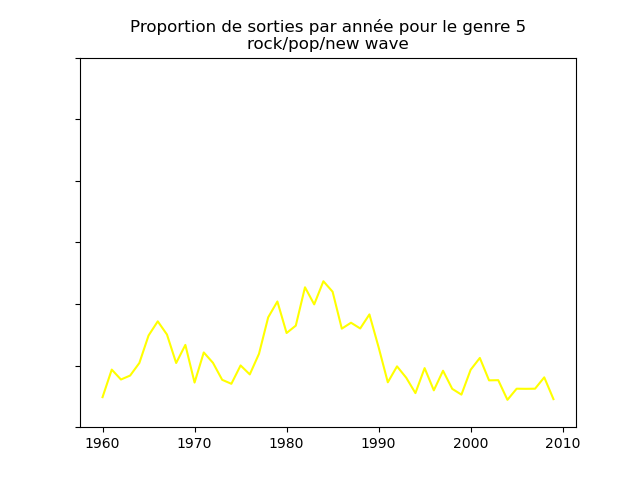 Proportion de sorties par année pour le genre 5
rock/pop/new wave
1960 1970 1980 1990 2000 2010